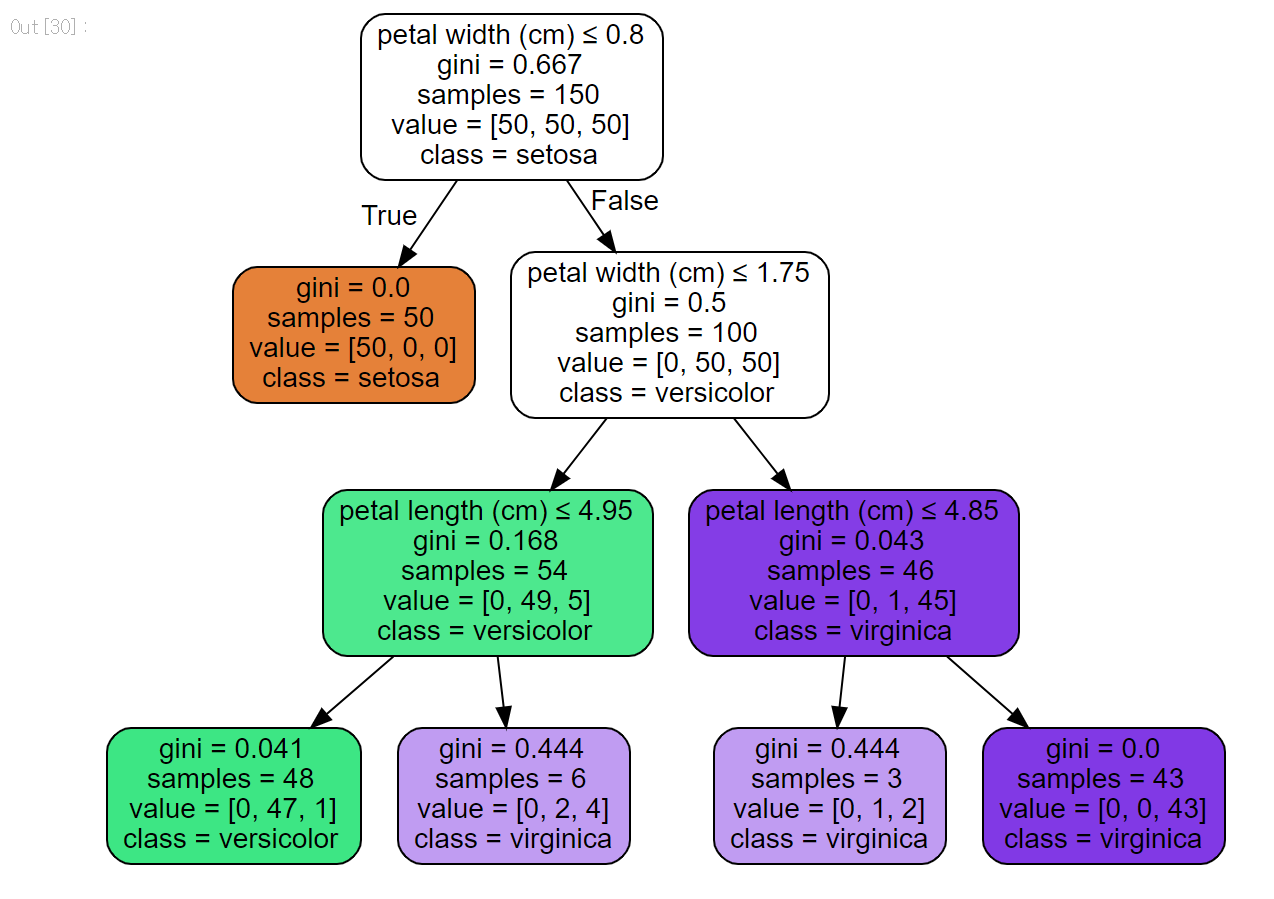 Out[30]:
petal width (cm) ≤ 0.8
gini = 0.667
samples = 150
value = [50, 50, 50]
class = setosa
True
False
gini = 0.0
samples = 50
value = [50, 0, 0]
class = setosa
petal width (cm) ≤ 1.75
gini = 0.5
samples = 100
value = [0, 50, 50]
class = versicolor
petal length (cm) ≤ 4.95
gini = 0.168
samples = 54
value = [0, 49, 5]
class = versicolor
petal length (cm) ≤ 4.85
gini = 0.043
samples = 46
value = [0, 1, 45]
class = virginica
gini = 0.041
samples = 48
value = [0, 47, 1]
class = versicolor
gini = 0.444
samples = 6
value = [0, 2, 4]
class = virginica
gini = 0.444
samples = 3
value = [0, 1, 2]
class = virginica
gini = 0.0
samples = 43
value = [0, 0, 43]
class = virginica